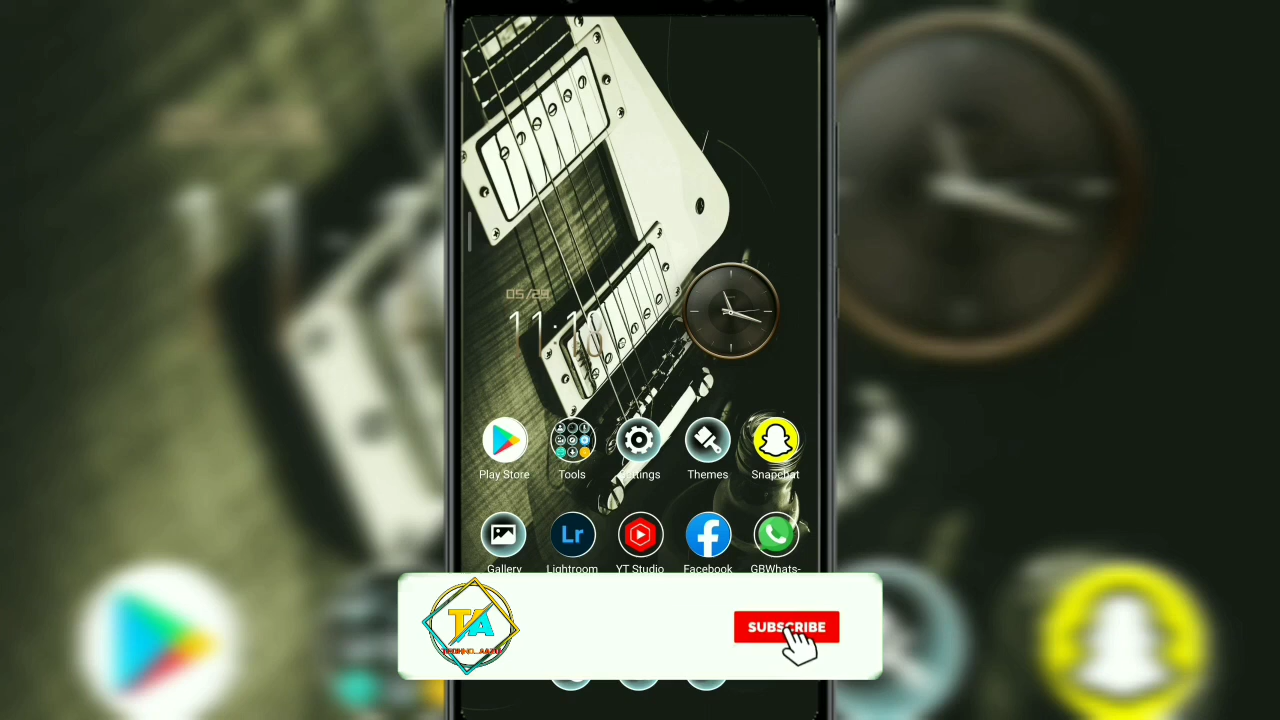 05/29
11:18
Play Store
Tools
Settings
Themes
Snapchat
Gallery
Lightroom
YT Studio
Facebook
GBWhats-
Lr
TA
SUBSCRIBE